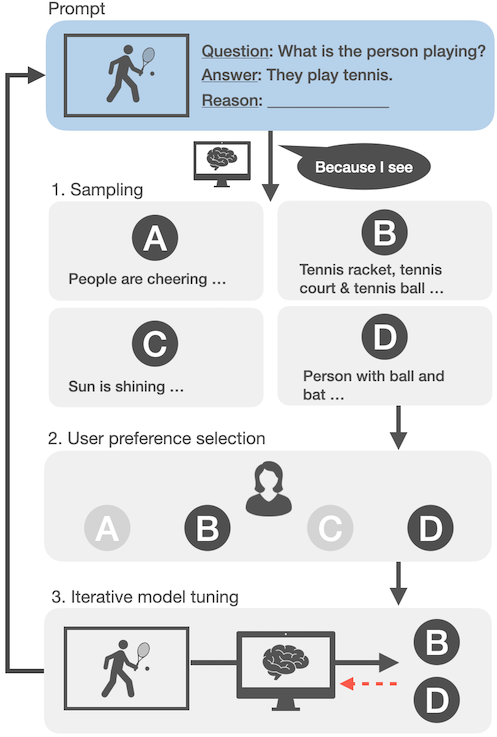 Prompt
Question: What is the person playing?
Answer: They play tennis.
Reason: ________________
Because I see
1. Sampling
A
People are cheering ...
B
Tennis racket, tennis
court & tennis ball ...
C
Sun is shining ...
D
Person with ball and
bat ...
2. User preference selection
A
B
C
D
3. Iterative model tuning
B
D